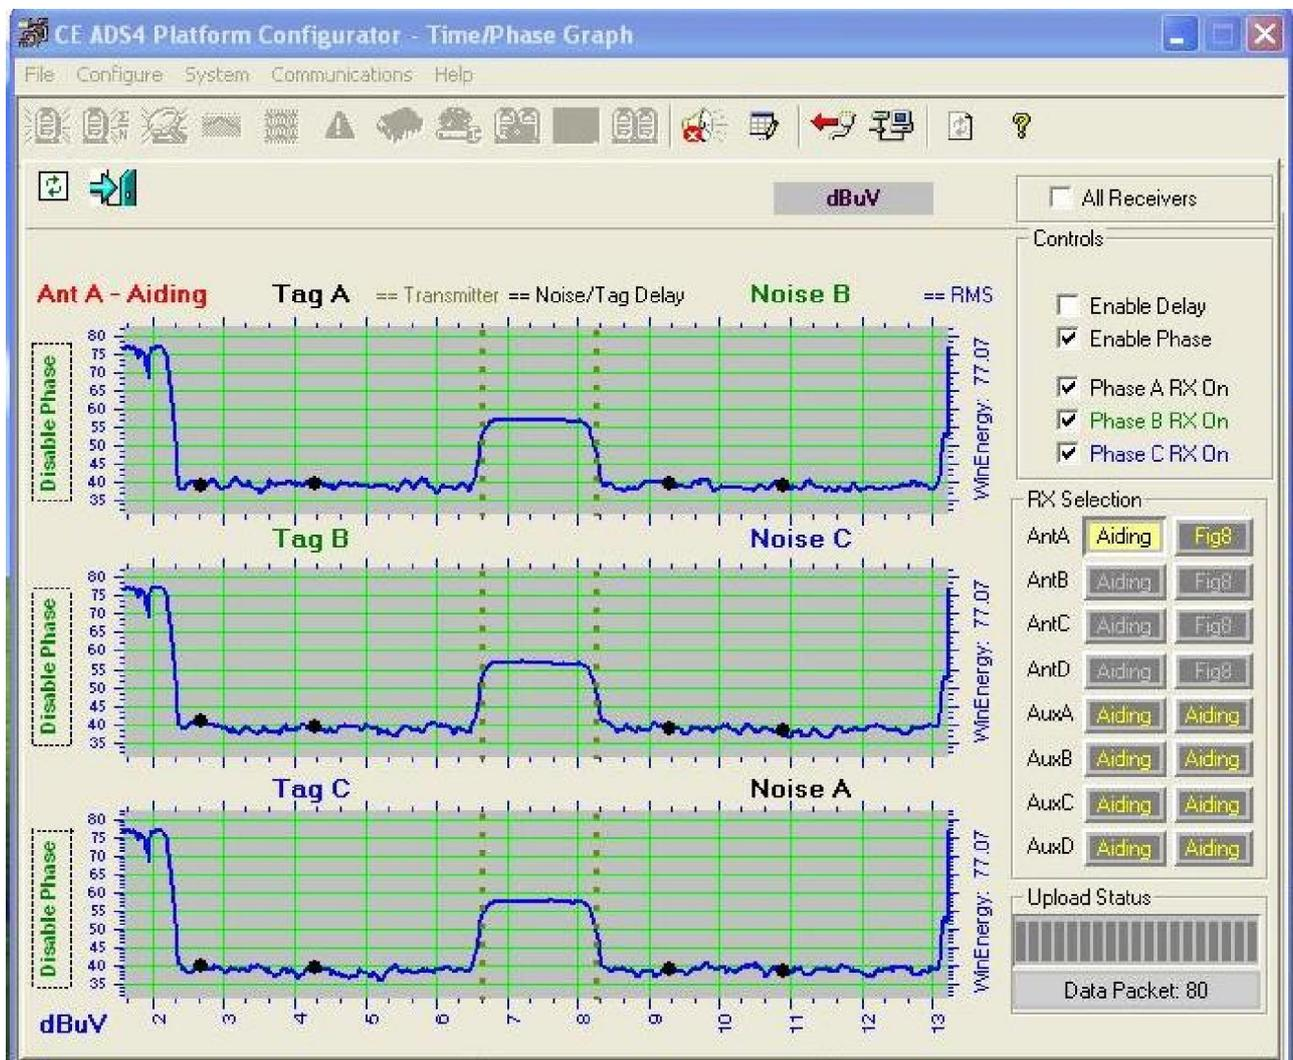 CE ADS4 Platform Configurator - Time/Phase Graph
File Configure System Communications Help
dBuV
All Receivers
Controls
Enable Delay
Enable Phase
Phase A RX On
Phase B RX On
Phase C RX On
Ant A - Aiding Tag A == Transmitter == Noise/Tag Delay Noise B == RMS
Disable Phase
80
75
70
65
60
55
50
45
40
35
WinEnergy: 77.07
Tag B Noise C
Disable Phase
80
75
70
65
60
55
50
45
40
35
WinEnergy: 77.07
Tag C Noise A
Disable Phase
80
75
70
65
60
55
50
45
40
35
WinEnergy: 77.07
dBuV 2 3 4 5 6 7 8 9 10 11 12 13
RX Selection
AntA Aiding Fig8
AntB Aiding Fig8
AntC Aiding Fig8
AntD Aiding Fig8
AuxA Aiding Aiding
AuxB Aiding Aiding
AuxC Aiding Aiding
AuxD Aiding Aiding
Upload Status
Data Packet: 80